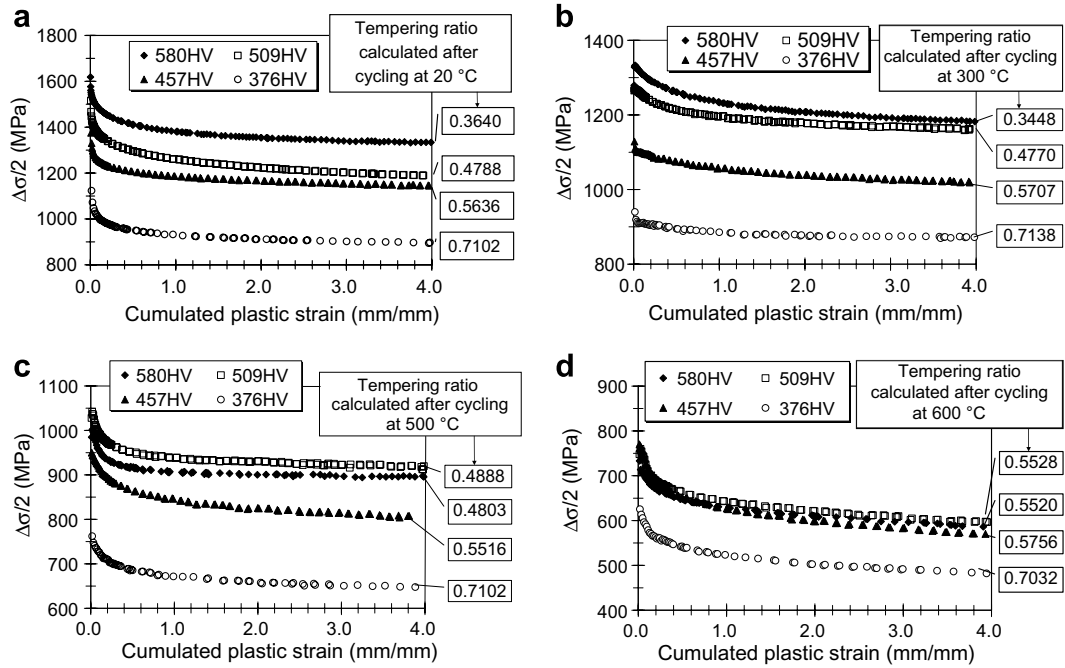 a
Tempering ratio
calculated after
cycling at 20 °C
580HV 509HV
457HV 376HV
1800
1600
1400
1200
1000
800
Δσ/2 (MPa)
0.3640
0.4788
0.5636
0.7102
0.0 1.0 2.0 3.0 4.0
Cumulated plastic strain (mm/mm)
b
Tempering ratio
calculated after cycling
at 300 °C
580HV 509HV
457HV 376HV
1400
1200
1000
800
Δσ/2 (MPa)
0.3448
0.4770
0.5707
0.7138
0.0 1.0 2.0 3.0 4.0
Cumulated plastic strain (mm/mm)
c
Tempering ratio
calculated after cycling
at 500 °C
580HV 509HV
457HV 376HV
1100
1000
900
800
700
600
Δσ/2 (MPa)
0.4888
0.4803
0.5516
0.7102
0.0 1.0 2.0 3.0 4.0
Cumulated plastic strain (mm/mm)
d
Tempering ratio
calculated after cycling
at 600 °C
580HV 509HV
457HV 376HV
900
800
700
600
500
400
Δσ/2 (MPa)
0.5528
0.5520
0.5756
0.7032
0.0 1.0 2.0 3.0 4.0
Cumulated plastic strain (mm/mm)